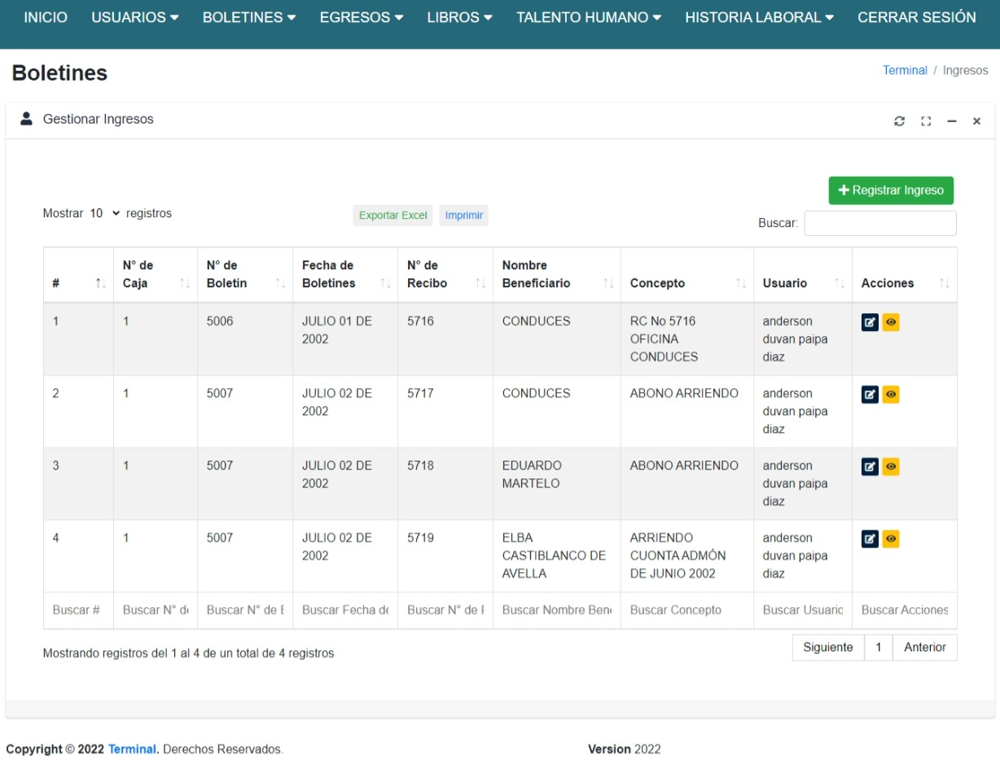 INICIO USUARIOS BOLETINES EGRESOS LIBROS TALENTO HUMANO HISTORIA LABORAL CERRAR SESIÓN
Boletines
Terminal / Ingresos
Gestionar Ingresos
Registrar Ingreso
Mostrar 10 registros
Exportar Excel Imprimir
Buscar:
# N° de Caja N° de Boletín Fecha de Boletines N° de Recibo Nombre Beneficiario Concepto Usuario Acciones
1 1 5006 JULIO 01 DE 2002 5716 CONDUCES RC No 5716 OFICINA CONDUCES anderson duvan paipa diaz
2 1 5007 JULIO 02 DE 2002 5717 CONDUCES ABONO ARRIENDO anderson duvan paipa diaz
3 1 5007 JULIO 02 DE 2002 5718 EDUARDO MARTELO ABONO ARRIENDO anderson duvan paipa diaz
4 1 5007 JULIO 02 DE 2002 5719 ELBA CASTIBLANCO DE AVELLA ARRIENDO CUONTA ADMÓN DE JUNIO 2002 anderson duvan paipa diaz
Buscar # Buscar N° de Buscar N° de Buscar Fecha de Buscar N° de Buscar Nombre Buscar Concepto Buscar Buscar Acciones
Mostrando registros del 1 al 4 de un total de 4 registros
Siguiente 1 Anterior
Copyright © 2022 Terminal. Derechos Reservados.
Version 2022